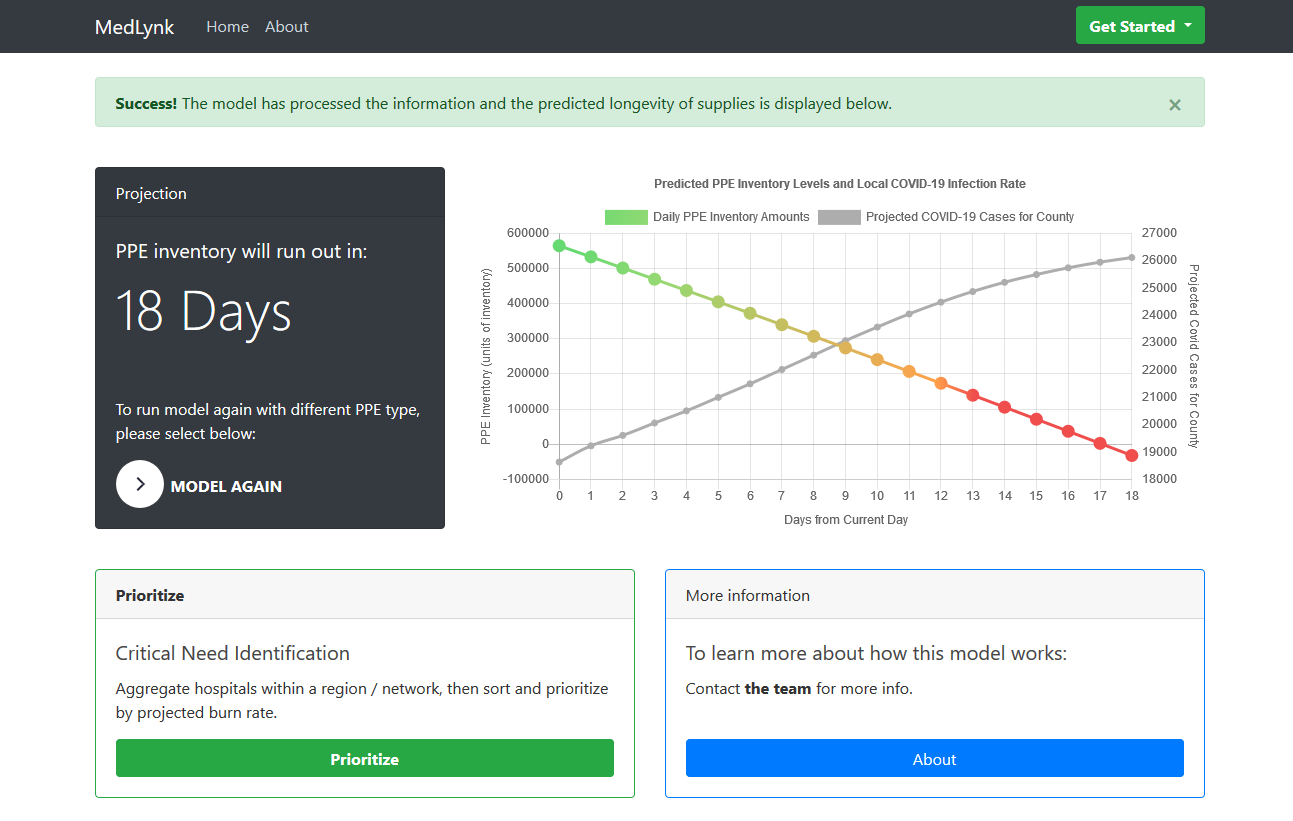 MedLynk Home About Get Started
Success! The model has processed the information and the predicted longevity of supplies is displayed below. ×
Projection
PPE inventory will run out in:
18 Days
To run model again with different PPE type,
please select below:
MODEL AGAIN
Predicted PPE Inventory Levels and Local COVID-19 Infection Rate
Daily PPE Inventory Amounts Projected COVID-19 Cases for County
PPE Inventory (units of inventory)
600000
500000
400000
300000
200000
100000
0
-100000
27000
26000
25000
24000
23000
22000
21000
20000
19000
18000
Projected Covid Cases for County
0 1 2 3 4 5 6 7 8 9 10 11 12 13 14 15 16 17 18
Days from Current Day
Prioritize
Critical Need Identification
Aggregate hospitals within a region / network, then sort and prioritize
by projected burn rate.
Prioritize
More information
To learn more about how this model works:
Contact the team for more info.
About